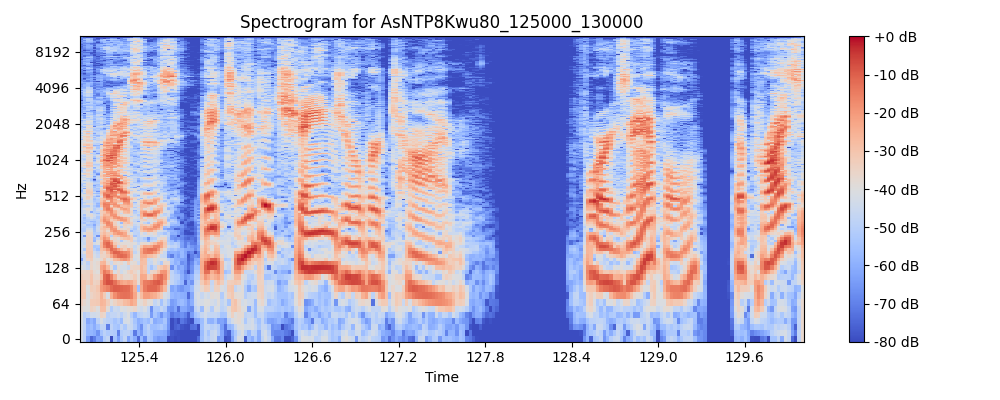 Spectrogram for AsNTP8Kwu80_125000_130000
Hz
8192
4096
2048
1024
512
256
128
64
0
125.4 126.0 126.6 127.2 127.8 128.4 129.0 129.6
Time
+0 dB
-10 dB
-20 dB
-30 dB
-40 dB
-50 dB
-60 dB
-70 dB
-80 dB